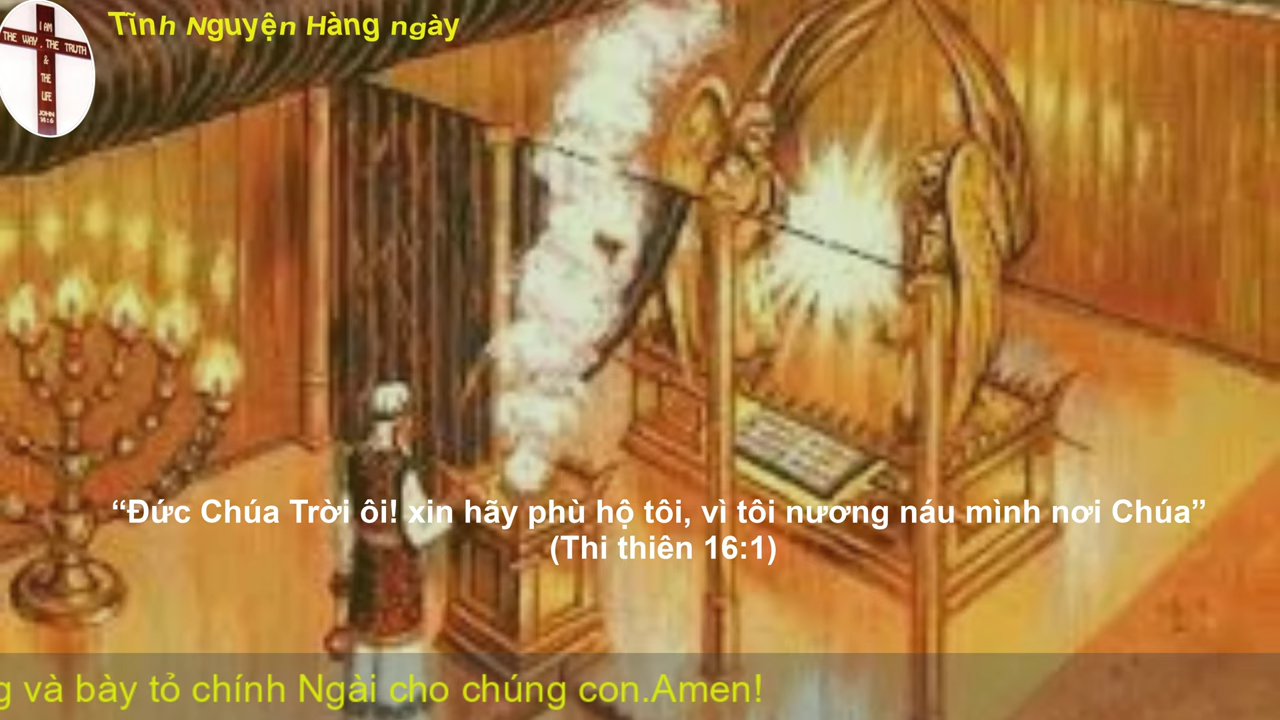 Tĩnh Nguyện Hàng ngày
I AM
THE WAY, THE TRUTH
&
THE
LIFE
JOHN
14:6
“Đức Chúa Trời ôi! xin hãy phù hộ tôi, vì tôi nương náu mình nơi Chúa”
(Thi thiên 16:1)
g và bày tỏ chính Ngài cho chúng con.Amen!